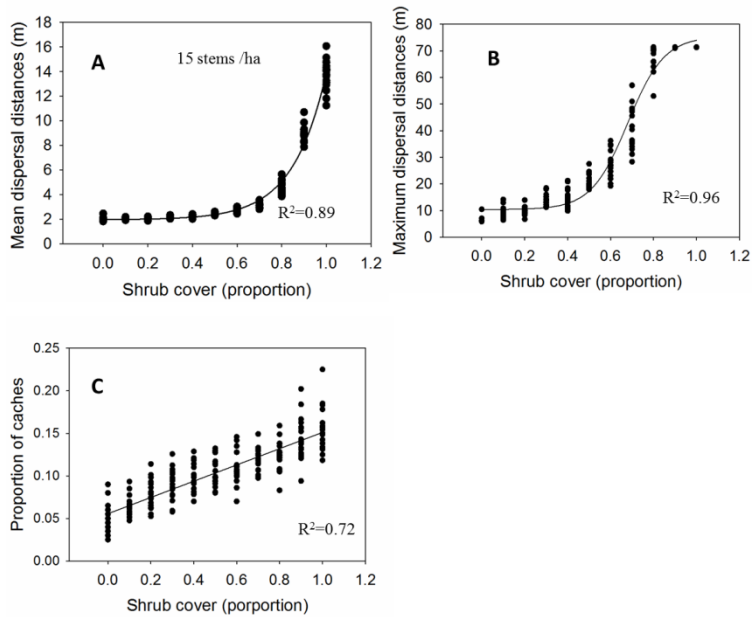 Mean dispersal distances (m)
18
16
14
12
10
8
6
4
2
0
A
15 stems /ha
R²=0.89
0.0 0.2 0.4 0.6 0.8 1.0 1.2
Shrub cover (proportion)
Maximum dispersal distances (m)
80
70
60
50
40
30
20
10
0
B
R²=0.96
0.0 0.2 0.4 0.6 0.8 1.0 1.2
Shrub cover (proportion)
Proportion of caches
0.25
0.20
0.15
0.10
0.05
0.00
C
R²=0.72
0.0 0.2 0.4 0.6 0.8 1.0 1.2
Shrub cover (porportion)